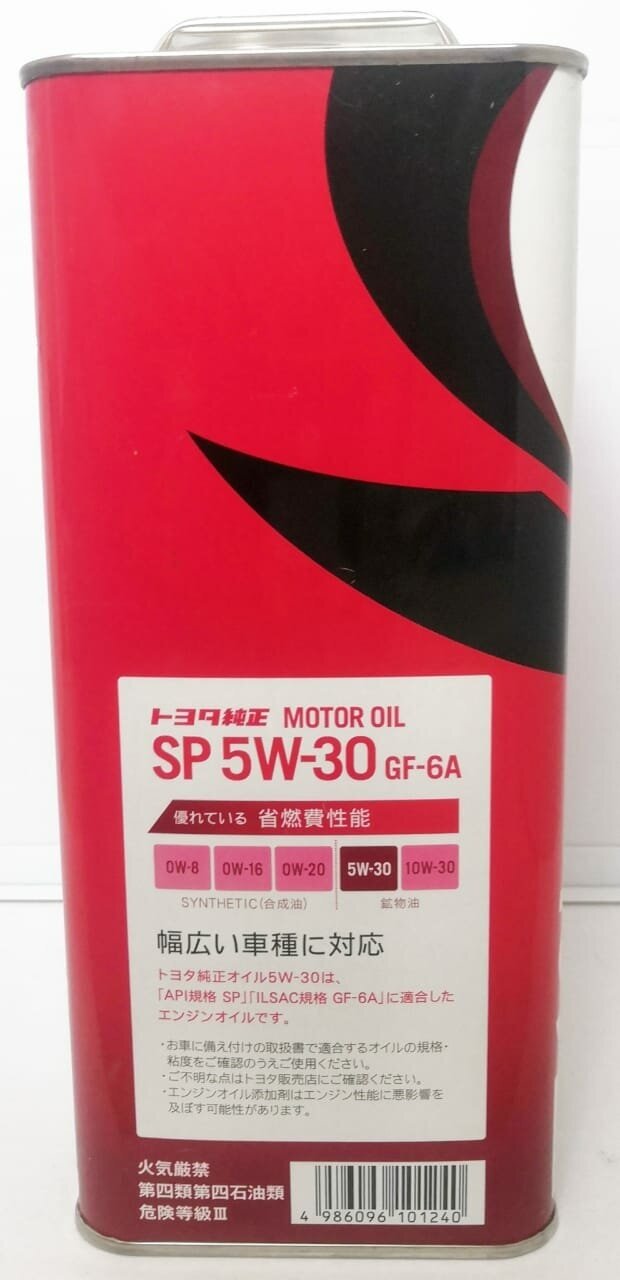 トヨタ純正 MOTOR OIL
SP 5W-30 GF-6A
優れている 省燃費性能
0W-8 0W-16 0W-20 5W-30 10W-30
SYNTHETIC(合成油) 鉱物油
幅広い車種に対応
トヨタ純正オイル5W-30は、
「API規格 SP」「ILSAC規格 GF-6A」に適合した
エンジンオイルです。
・お車に備え付けの取扱書で適合するオイルの規格・
粘度をご確認のうえご使用ください。
・ご不明な点はトヨタ販売店にご確認ください。
・エンジンオイル添加剤はエンジン性能に悪影響を
及ぼす可能性があります。
火気厳禁
第四類第四石油類
危険等級Ⅲ
4 986096 101240